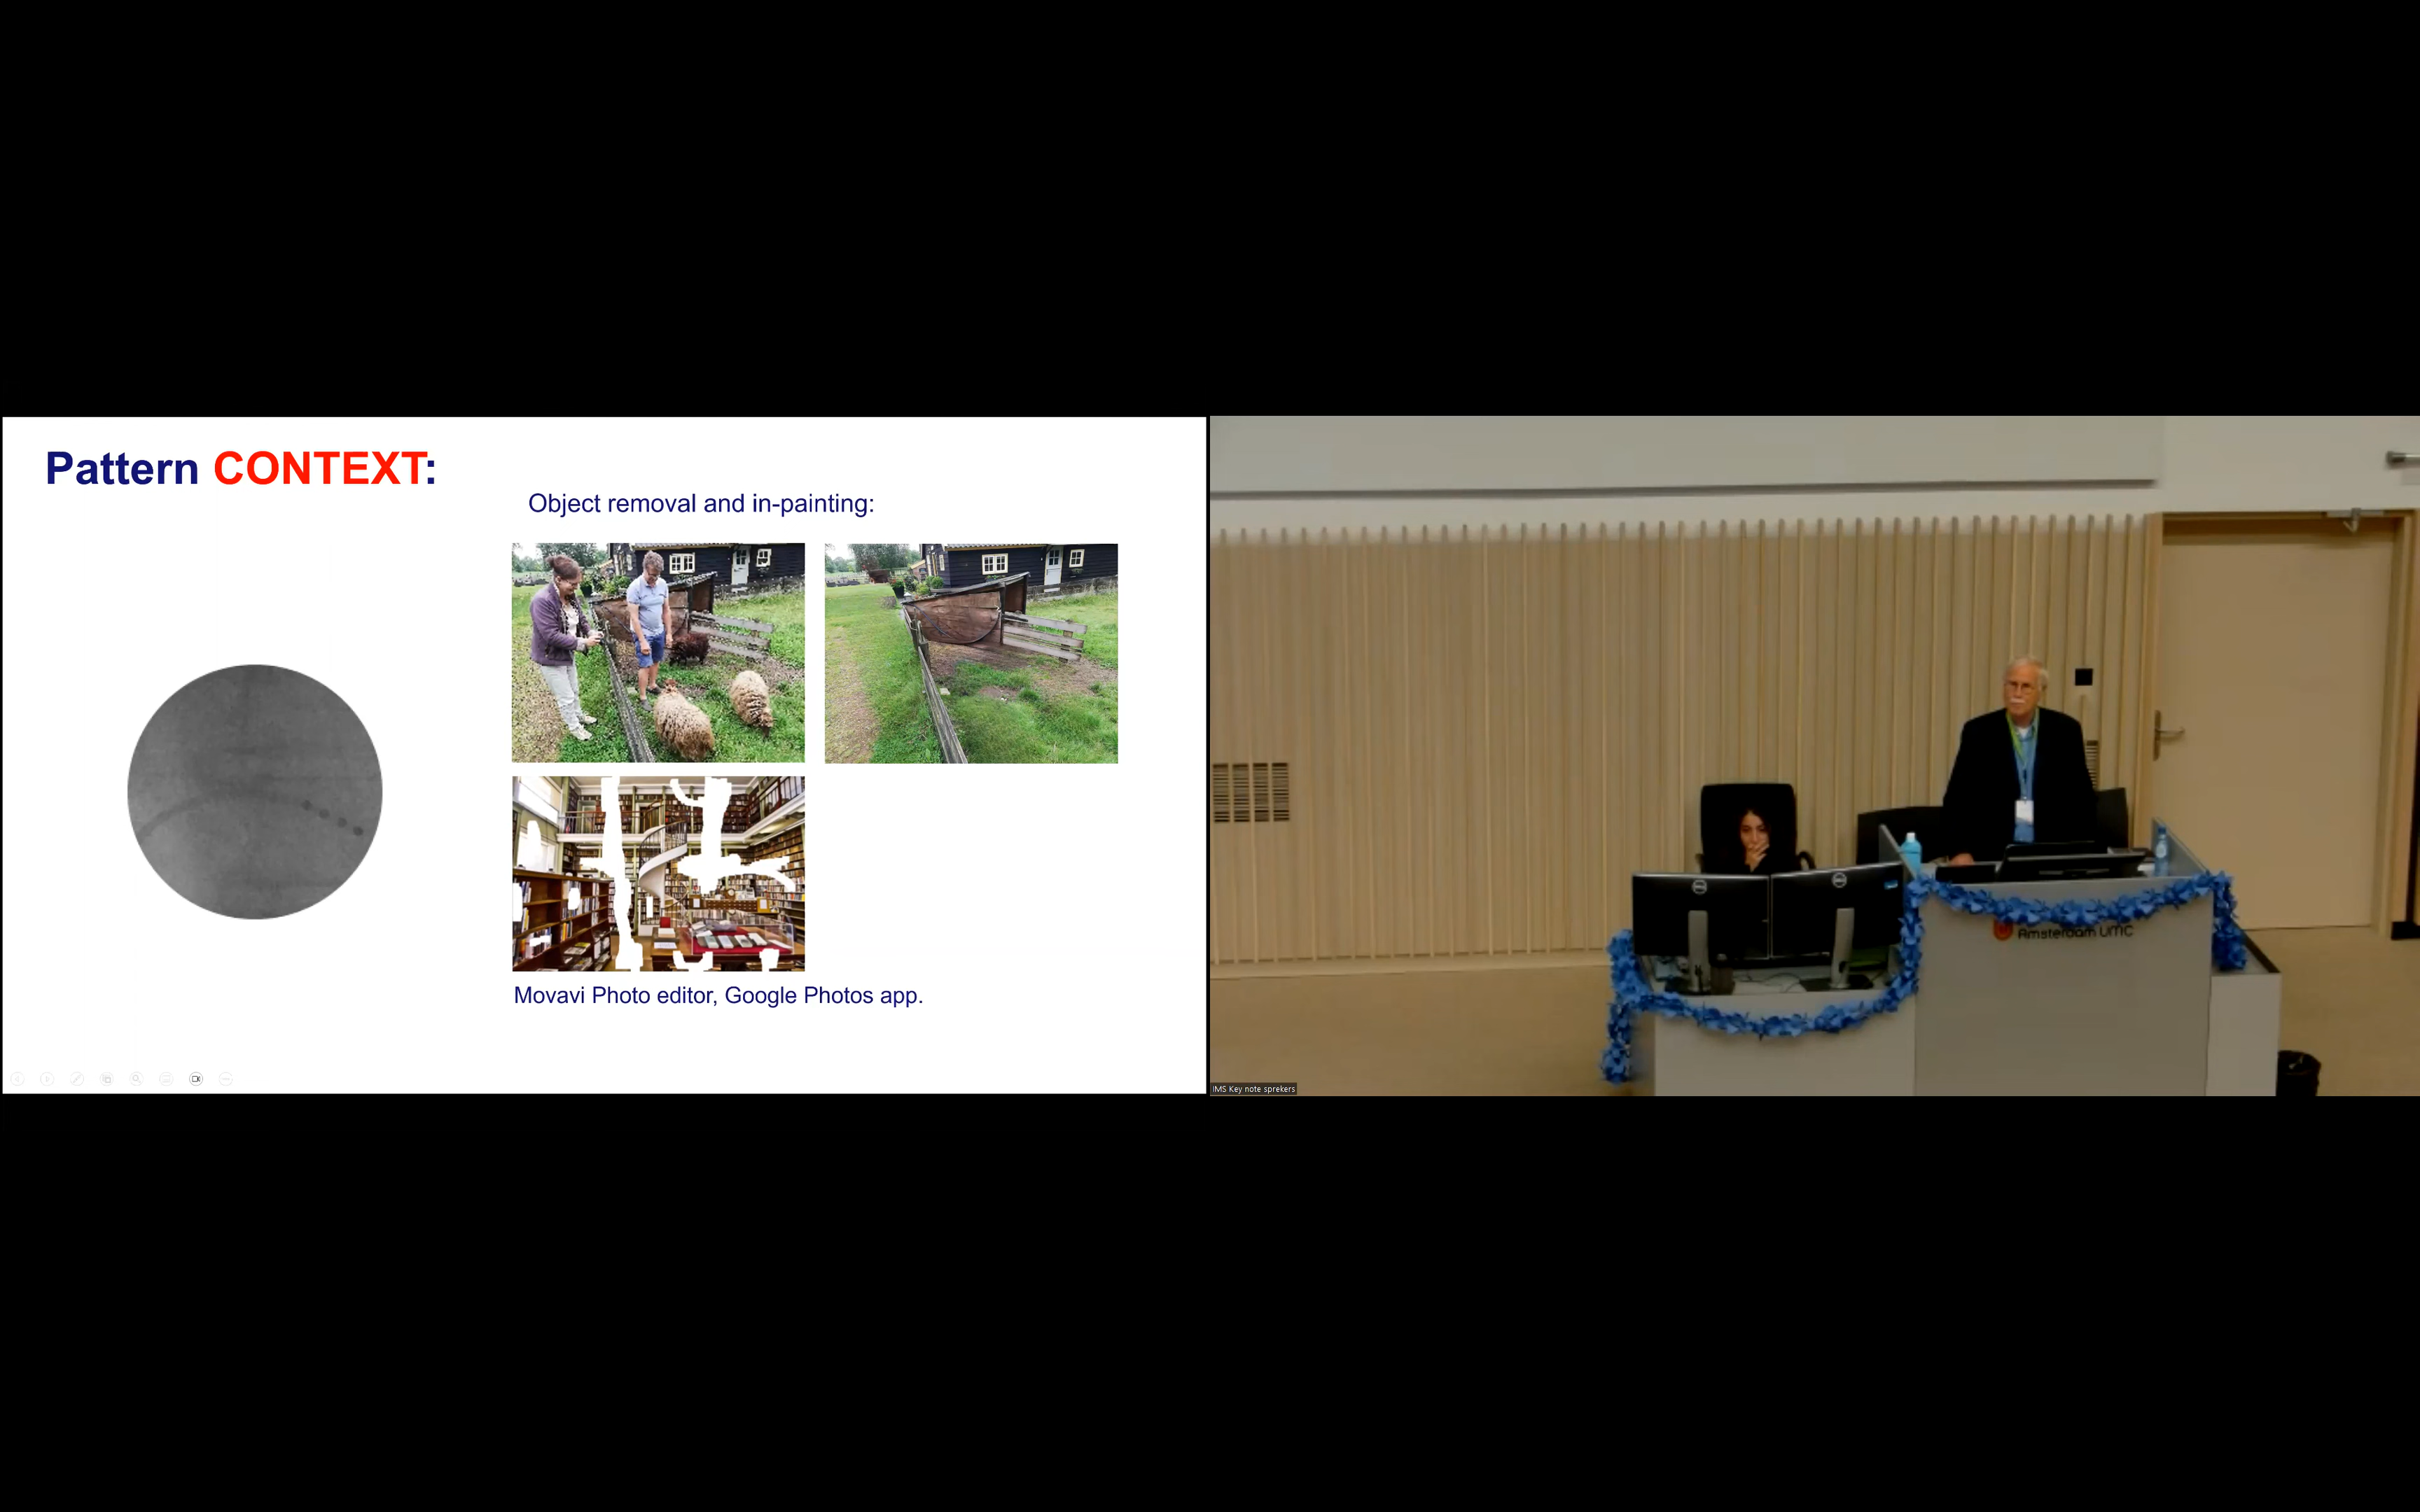 Pattern CONTEXT:
Object removal and in-painting:
Movavi Photo editor, Google Photos app.
Amsterdam UMC
IMS Key note sprekers